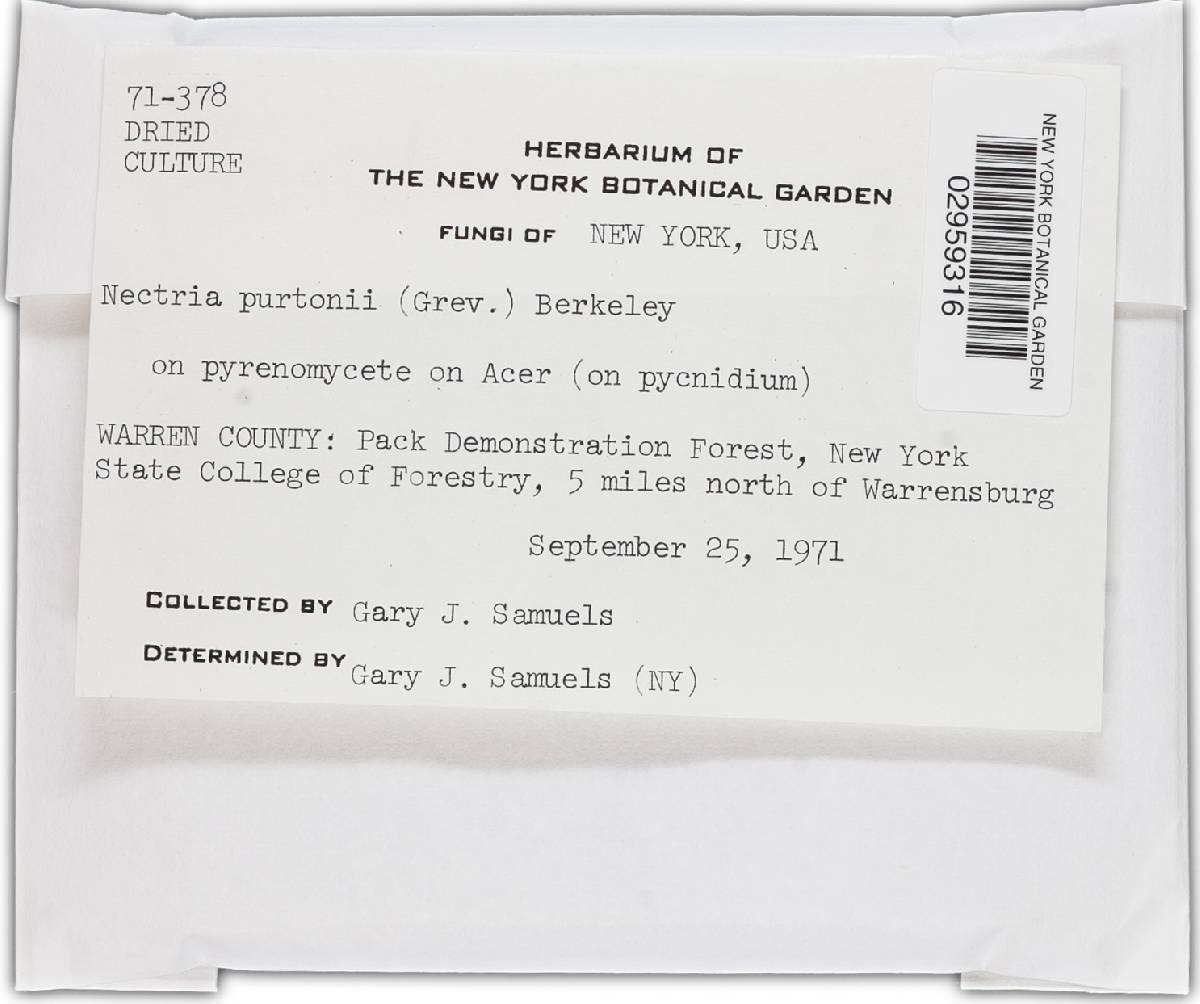 71-378
DRIED
CULTURE
HERBARIUM OF
THE NEW YORK BOTANICAL GARDEN
FUNGI OF NEW YORK, USA
Nectria purtonii (Grev.) Berkeley
on pyrenomycete on Acer (on pycnidium)
WARREN COUNTY: Pack Demonstration Forest, New York
State College of Forestry, 5 miles north of Warrensburg
September 25, 1971
COLLECTED BY Gary J. Samuels
DETERMINED BY Gary J. Samuels (NY)
NEW YORK BOTANICAL GARDEN
02959316